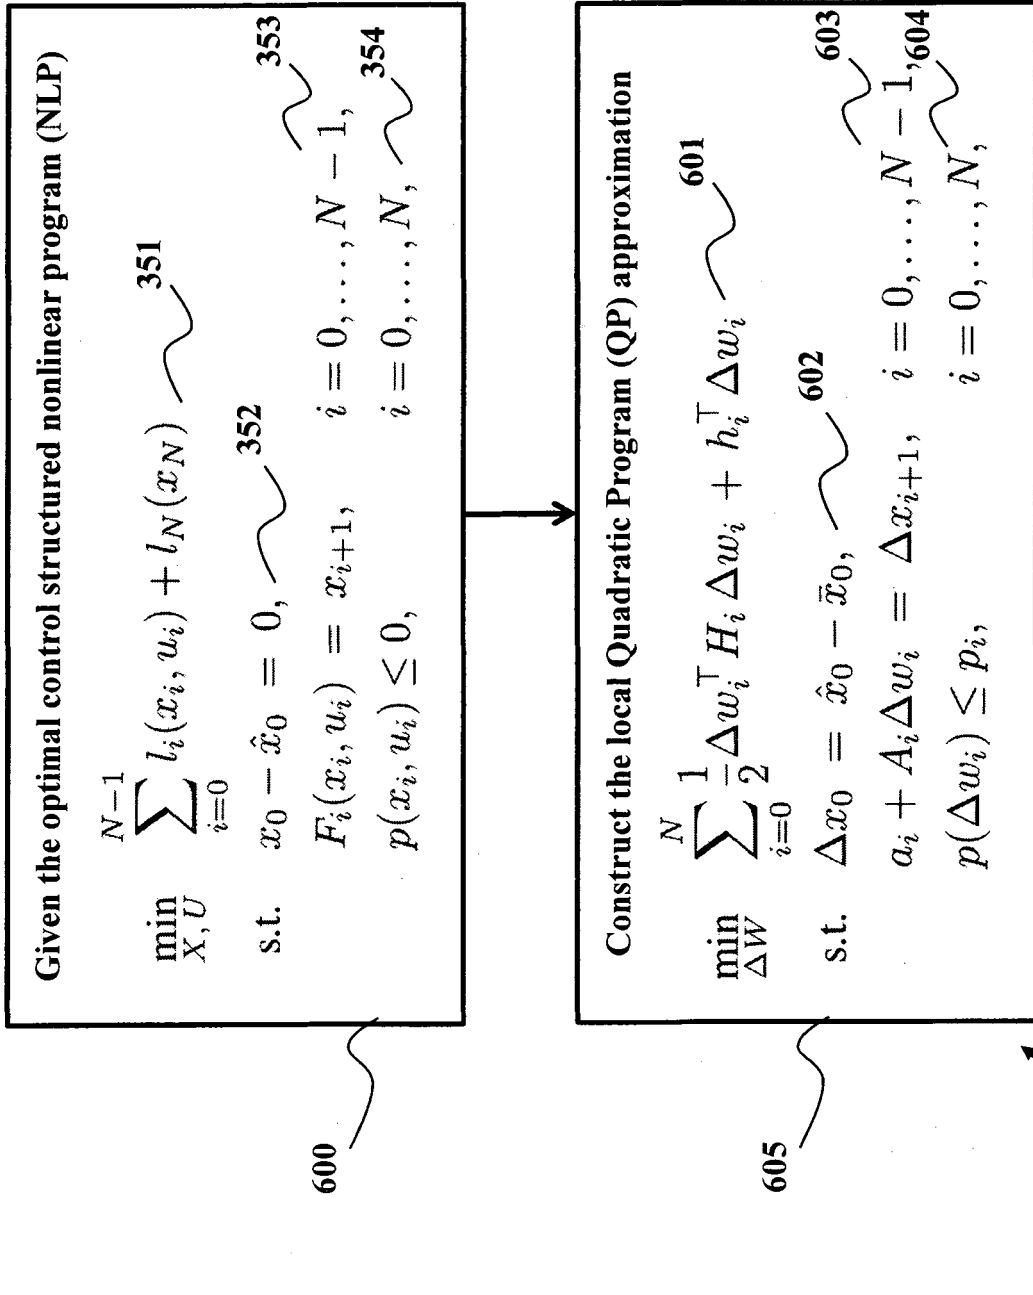 Given the optimal control structured nonlinear program (NLP)
min_{X,U} ∑_{i=0}^{N−1} l_i(x_i, u_i) + l_N(x_N) 351
s.t. x_0 − x̂_0 = 0, 352
F_i(x_i, u_i) = x_{i+1}, i = 0, . . . , N − 1, 353
p(x_i, u_i) ≤ 0, i = 0, . . . , N, 354
600
Construct the local Quadratic Program (QP) approximation
min_{ΔW} ∑_{i=0}^{N} 1/2 Δw_i^⊤ H_i Δw_i + h_i^⊤ Δw_i 601
s.t. Δx_0 = x̂_0 − x̄_0, 602
a_i + A_i Δw_i = Δx_{i+1}, i = 0, . . . , N − 1, 603
p(Δw_i) ≤ p_i, i = 0, . . . , N, 604
605